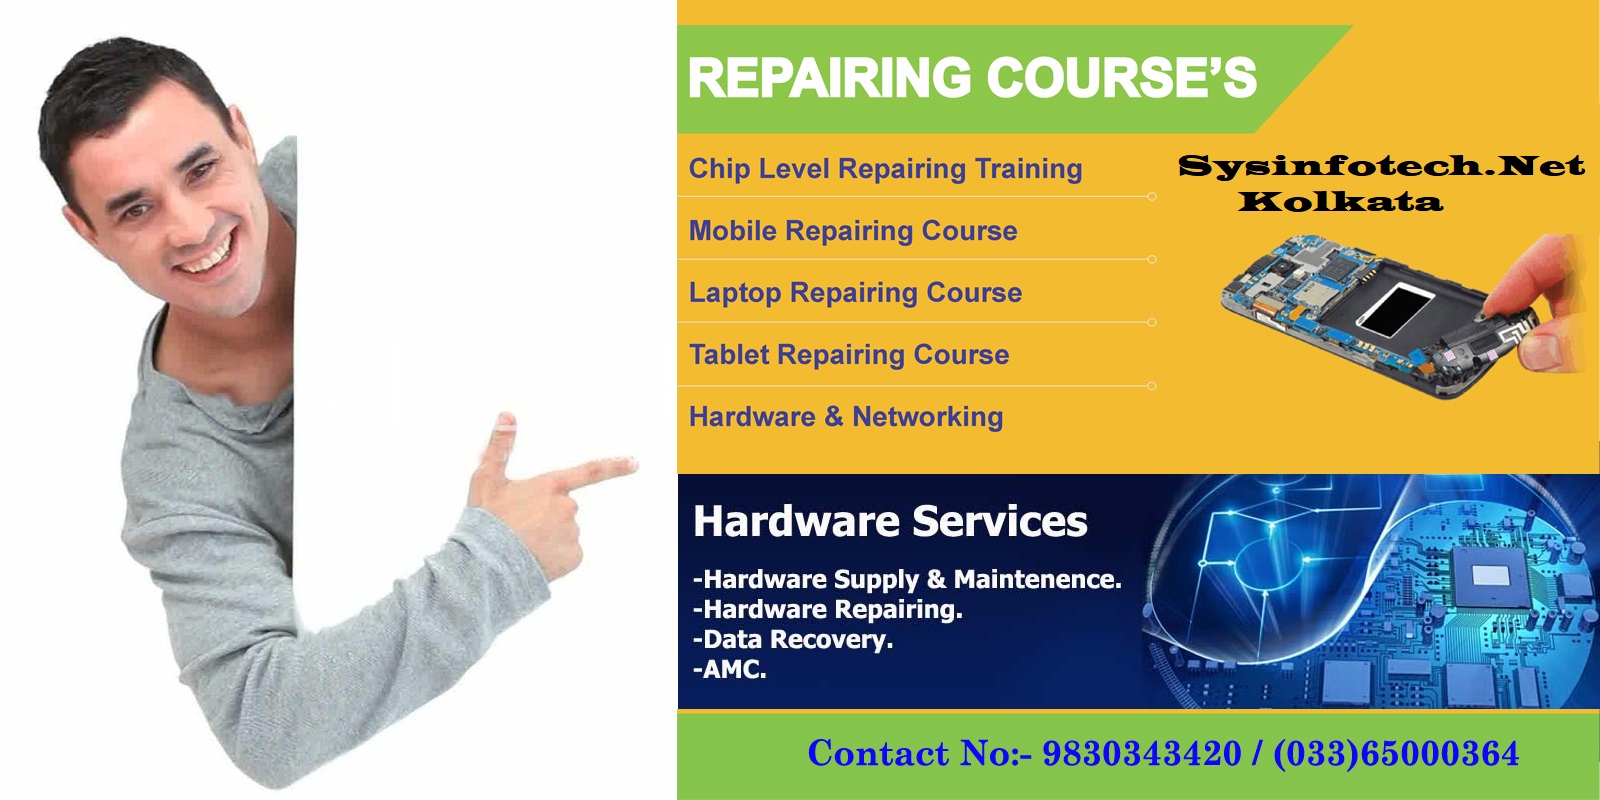 REPAIRING COURSE'S
Chip Level Repairing Training
Mobile Repairing Course
Laptop Repairing Course
Tablet Repairing Course
Hardware & Networking
Sysinfotech.Net
Kolkata
Hardware Services
-Hardware Supply & Maintenence.
-Hardware Repairing.
-Data Recovery.
-AMC.
Contact No:- 9830343420 / (033)65000364